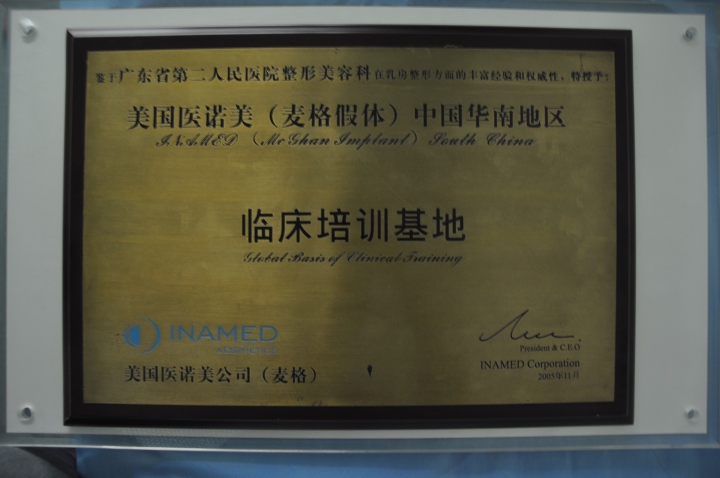 鉴于广东省第二人民医院整形美容科在乳房整形方面的丰富经验和权威性，特授予：
美国医诺美（麦格假体）中国华南地区
INAMED （Mc Ghan Implant） South China
临床培训基地
Global Basis of Clinical Training
INAMED
AESTHETICS
美国医诺美公司（麦格）
President & C.E.O
INAMED Corporation
2005年11月